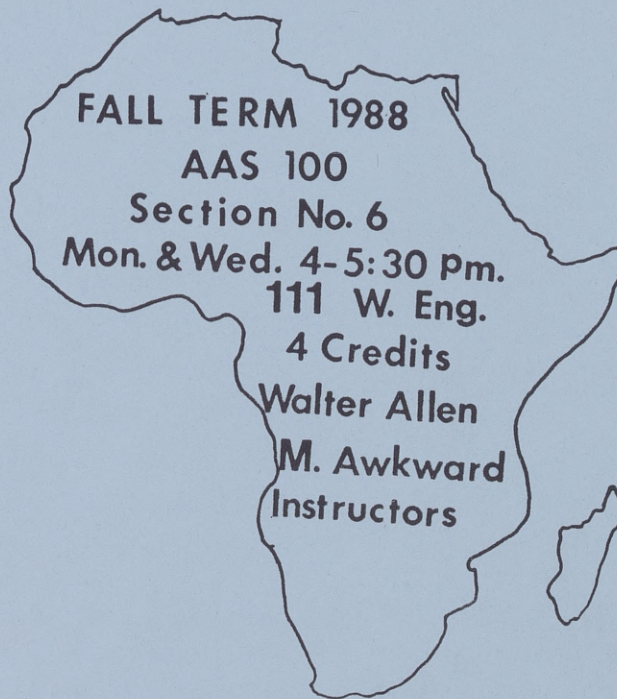 FALL TERM 1988
AAS 100
Section No. 6
Mon. & Wed. 4-5:30 Pm.
111 W. Eng.
4 Credits
Walter Allen
M. Awkward
Instructors